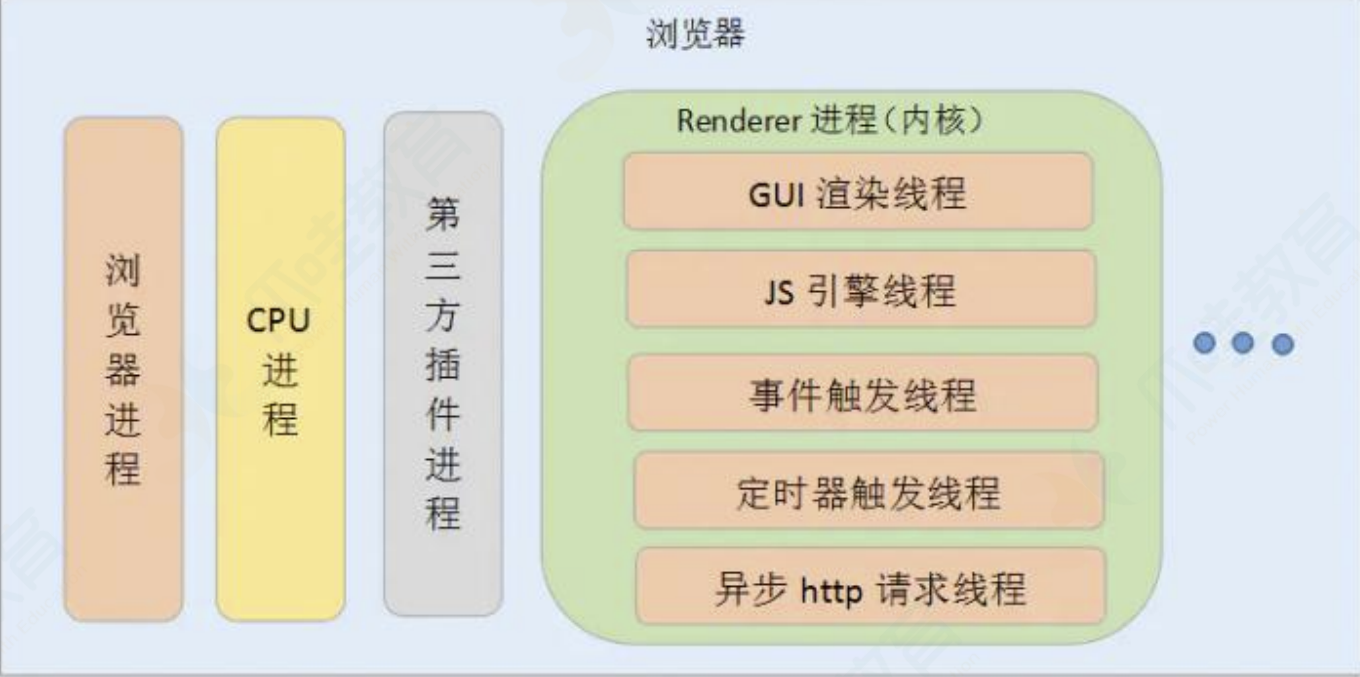 浏览器
浏览器进程
CPU
进程
第三方插件进程
Renderer 进程（内核）
GUI 渲染线程
JS 引擎线程
事件触发线程
定时器触发线程
异步 http 请求线程